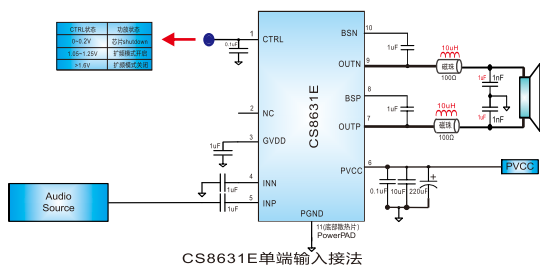 CTRL状态 功能状态
0~0.2V 芯片shutdown
1.05~1.25V 扩频模式开启
>1.6V 扩频模式关闭
0.1uF
1 CTRL
2 NC
3 GVDD
1uF
4 INN
1uF
5 INP
1uF
Audio
Source
CS8631E
PGND
11(底部散热片)
PowerPAD
10 BSN
1uF
9 OUTN
10uH
磁珠
100Ω
1uF 1nF
8 BSP
1uF
7 OUTP
10uH
磁珠
100Ω
1uF 1nF
6 PVCC
PVCC
0.1uF 10uF 220uF
+
CS8631E单端输入接法